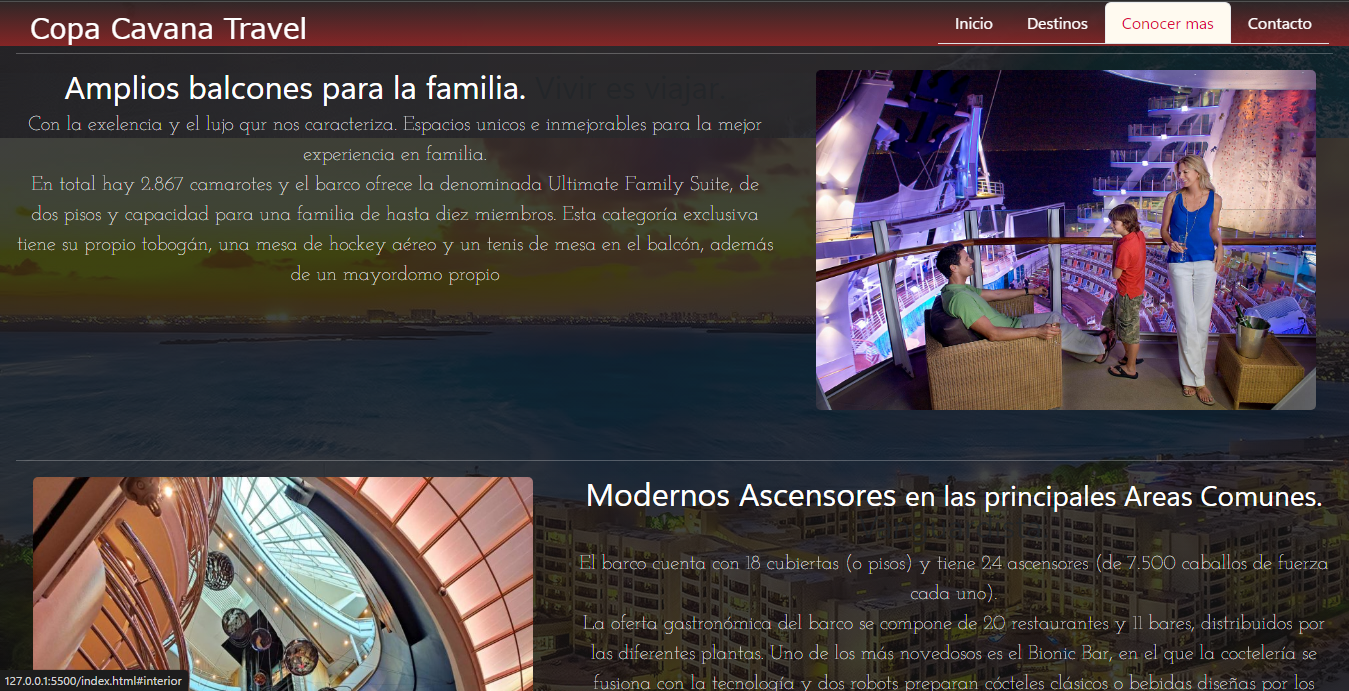 Copa Cavana Travel
Inicio Destinos Conocer mas Contacto
Amplios balcones para la familia.
Vivir es viajar.
Con la exelencia y el lujo qur nos caracteriza. Espacios unicos e inmejorables para la mejor
experiencia en familia.
En total hay 2.867 camarotes y el barco ofrece la denominada Ultimate Family Suite, de
dos pisos y capacidad para una familia de hasta diez miembros. Esta categoría exclusiva
tiene su propio tobogán, una mesa de hockey aéreo y un tenis de mesa en el balcón, además
de un mayordomo propio
Modernos Ascensores en las principales Areas Comunes.
El barco cuenta con 18 cubiertas (o pisos) y tiene 24 ascensores (de 7.500 caballos de fuerza
cada uno).
La oferta gastronómica del barco se compone de 20 restaurantes y 11 bares, distribuidos por
las diferentes plantas. Uno de los más novedosos es el Bionic Bar, en el que la coctelería se
fusiona con la tecnología y dos robots preparan cócteles clásicos o bebidas diseñas por los
127.0.0.1:5500/index.html#interior